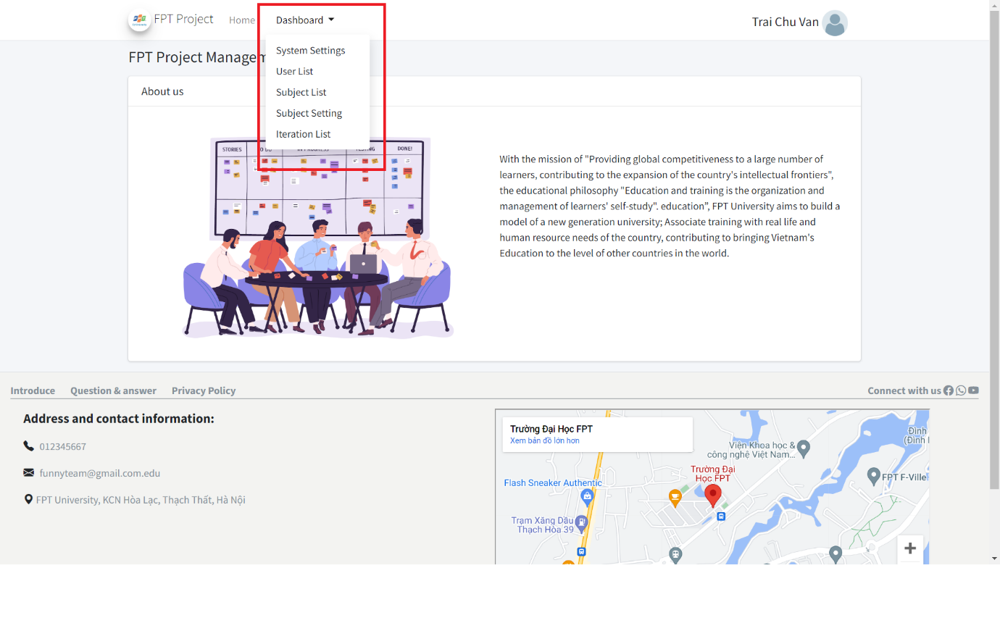 FPT Project
Home
Dashboard
Trai Chu Van
System Settings
User List
Subject List
Subject Setting
Iteration List
FPT Project Managem
About us
STORIES
DONE!
With the mission of "Providing global competitiveness to a large number of
learners, contributing to the expansion of the country's intellectual frontiers",
the educational philosophy "Education and training is the organization and
management of learners' self-study". education”, FPT University aims to build a
model of a new generation university; Associate training with real life and
human resource needs of the country, contributing to bringing Vietnam's
Education to the level of other countries in the world.
Introduce
Question & answer
Privacy Policy
Connect with us
Address and contact information:
012345667
funnyteam@gmail.com.edu
FPT University, KCN Hòa Lạc, Thạch Thất, Hà Nội
Trường Đại Học FPT
Xem bản đồ lớn hơn
Viện Khoa học &
công nghệ Việt Nam...
Đình
(Đình
Trường Đại
Học FPT
FPT F-Ville
Flash Sneaker Authentic
Trạm Xăng Dầu
Thạch Hòa 39